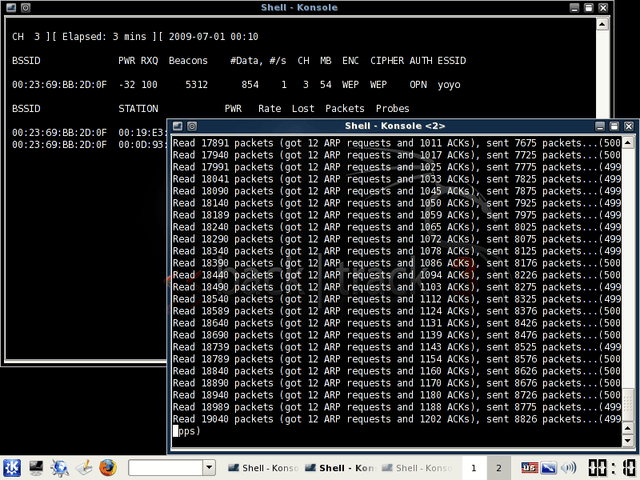 Shell - Konsole
CH 3 ][ Elapsed: 3 mins ][ 2009-07-01 00:10
BSSID PWR RXQ Beacons #Data, #/s CH MB ENC CIPHER AUTH ESSID
00:23:69:BB:2D:0F -32 100 5312 854 1 3 54 WEP WEP OPN yoyo
BSSID STATION PWR Rate Lost Packets Probes
00:23:69:BB:2D:0F 00:19:E3:
00:23:69:BB:2D:0F 00:0D:93:
Shell - Konsole <2>
Read 17891 packets (got 12 ARP requests and 1011 ACKs), sent 7675 packets...(500
Read 17940 packets (got 12 ARP requests and 1017 ACKs), sent 7725 packets...(500
Read 17991 packets (got 12 ARP requests and 1025 ACKs), sent 7775 packets...(499
Read 18041 packets (got 12 ARP requests and 1033 ACKs), sent 7825 packets...(499
Read 18090 packets (got 12 ARP requests and 1045 ACKs), sent 7875 packets...(500
Read 18140 packets (got 12 ARP requests and 1050 ACKs), sent 7925 packets...(499
Read 18189 packets (got 12 ARP requests and 1059 ACKs), sent 7975 packets...(499
Read 18240 packets (got 12 ARP requests and 1065 ACKs), sent 8025 packets...(499
Read 18290 packets (got 12 ARP requests and 1072 ACKs), sent 8075 packets...(499
Read 18340 packets (got 12 ARP requests and 1078 ACKs), sent 8125 packets...(499
Read 18390 packets (got 12 ARP requests and 1086 ACKs), sent 8176 packets...(500
Read 18440 packets (got 12 ARP requests and 1094 ACKs), sent 8226 packets...(500
Read 18490 packets (got 12 ARP requests and 1103 ACKs), sent 8275 packets...(499
Read 18540 packets (got 12 ARP requests and 1112 ACKs), sent 8325 packets...(499
Read 18589 packets (got 12 ARP requests and 1124 ACKs), sent 8376 packets...(500
Read 18640 packets (got 12 ARP requests and 1131 ACKs), sent 8426 packets...(500
Read 18690 packets (got 12 ARP requests and 1139 ACKs), sent 8476 packets...(500
Read 18739 packets (got 12 ARP requests and 1143 ACKs), sent 8525 packets...(499
Read 18789 packets (got 12 ARP requests and 1154 ACKs), sent 8576 packets...(500
Read 18840 packets (got 12 ARP requests and 1160 ACKs), sent 8626 packets...(500
Read 18890 packets (got 12 ARP requests and 1170 ACKs), sent 8676 packets...(500
Read 18940 packets (got 12 ARP requests and 1180 ACKs), sent 8726 packets...(500
Read 18989 packets (got 12 ARP requests and 1188 ACKs), sent 8775 packets...(499
Read 19040 packets (got 12 ARP requests and 1202 ACKs), sent 8826 packets...(499
pps)
back | track
Shell - Konso Shell - Kon Shell - Konso 1 2 US 00:10